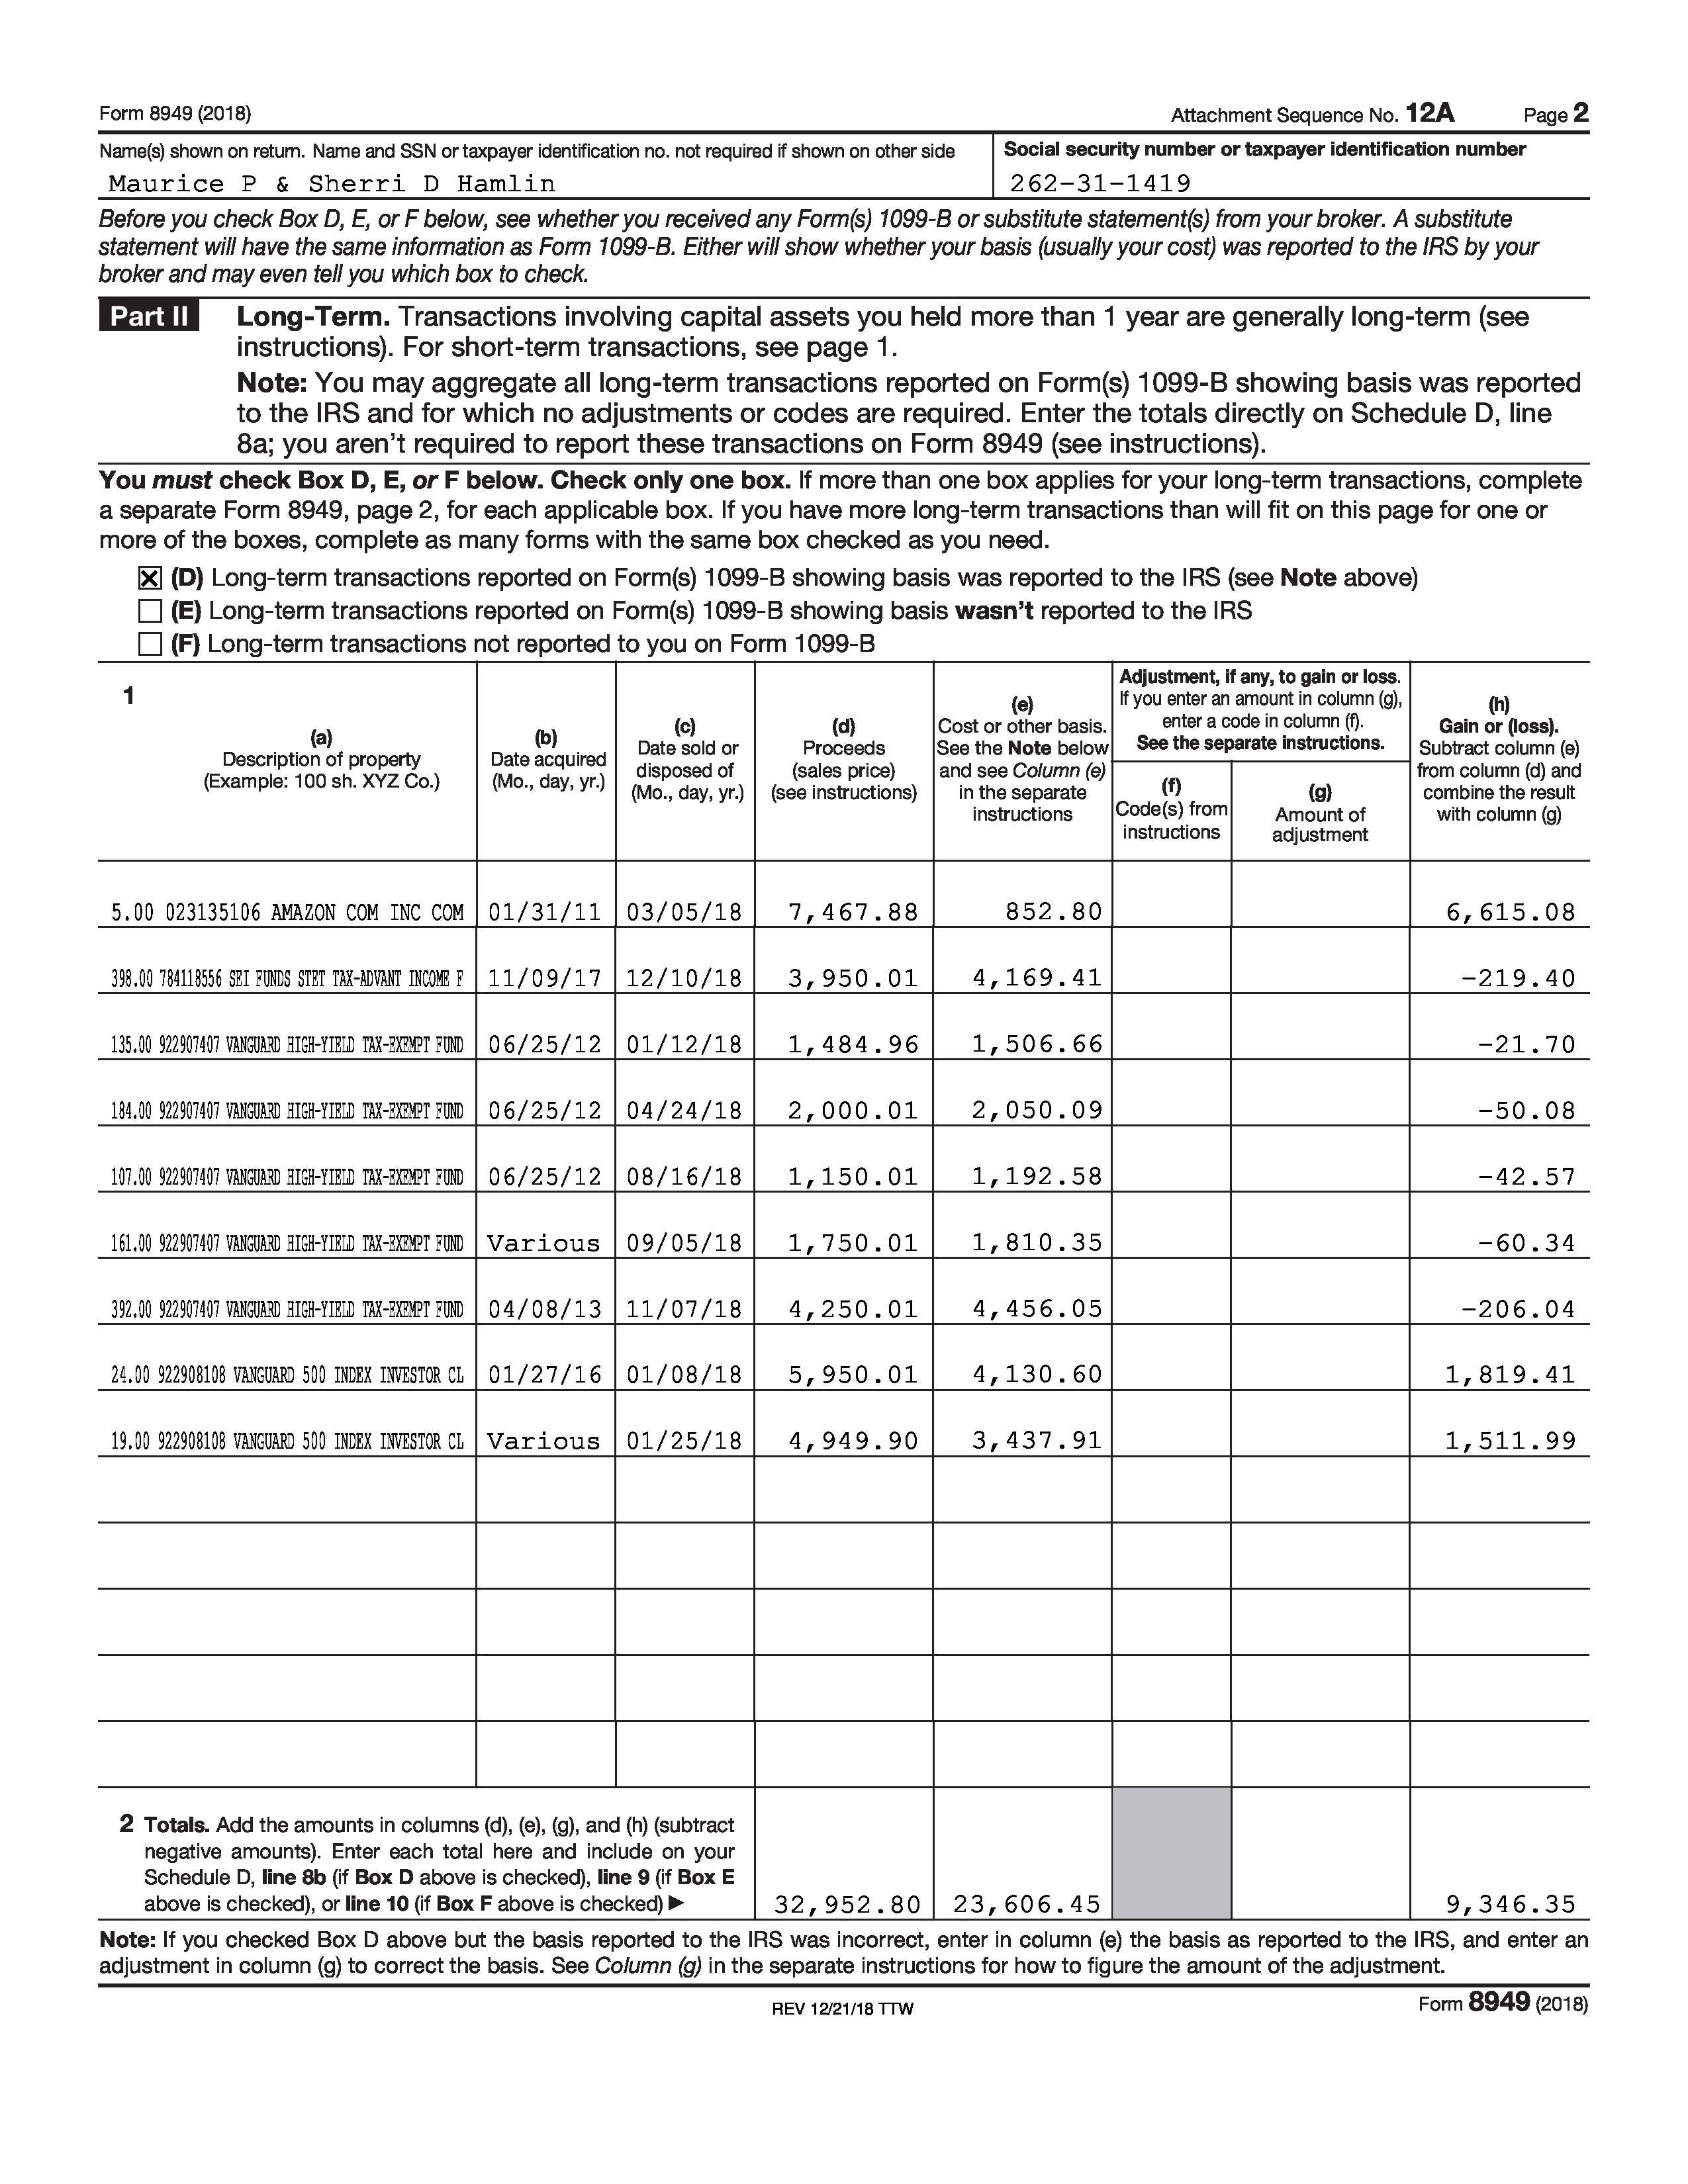 Form 8949 (2018) Attachment Sequence No. 12A Page 2
Name(s) shown on return. Name and SSN or taxpayer identification no. not required if shown on other side
Maurice P & Sherri D Hamlin
Social security number or taxpayer identification number
262-31-1419
Before you check Box D, E, or F below, see whether you received any Form(s) 1099-B or substitute statement(s) from your broker. A substitute
statement will have the same information as Form 1099-B. Either will show whether your basis (usually your cost) was reported to the IRS by your
broker and may even tell you which box to check.
Part II Long-Term. Transactions involving capital assets you held more than 1 year are generally long-term (see
instructions). For short-term transactions, see page 1.
Note: You may aggregate all long-term transactions reported on Form(s) 1099-B showing basis was reported
to the IRS and for which no adjustments or codes are required. Enter the totals directly on Schedule D, line
8a; you aren't required to report these transactions on Form 8949 (see instructions).
You must check Box D, E, or F below. Check only one box. If more than one box applies for your long-term transactions, complete
a separate Form 8949, page 2, for each applicable box. If you have more long-term transactions than will fit on this page for one or
more of the boxes, complete as many forms with the same box checked as you need.
(D) Long-term transactions reported on Form(s) 1099-B showing basis was reported to the IRS (see Note above)
(E) Long-term transactions reported on Form(s) 1099-B showing basis wasn't reported to the IRS
(F) Long-term transactions not reported to you on Form 1099-B
1
(a)
Description of property
(Example: 100 sh. XYZ Co.)
(b)
Date acquired
(Mo., day, yr.)
(c)
Date sold or
disposed of
(Mo., day, yr.)
(d)
Proceeds
(sales price)
(see instructions)
(e)
Cost or other basis.
See the Note below
and see Column (e)
in the separate
instructions
Adjustment, if any, to gain or loss.
If you enter an amount in column (g),
enter a code in column (f).
See the separate instructions.
(f)
Code(s) from
instructions
(g)
Amount of
adjustment
(h)
Gain or (loss).
Subtract column (e)
from column (d) and
combine the result
with column (g)
5.00 023135106 AMAZON COM INC COM 01/31/11 03/05/18 7,467.88 852.80 6,615.08
398.00 784118556 SEI FUNDS STET TAX-ADVANT INCOME F 11/09/17 12/10/18 3,950.01 4,169.41 -219.40
135.00 922907407 VANGUARD HIGH-YIELD TAX-EXEMPT FUND 06/25/12 01/12/18 1,484.96 1,506.66 -21.70
184.00 922907407 VANGUARD HIGH-YIELD TAX-EXEMPT FUND 06/25/12 04/24/18 2,000.01 2,050.09 -50.08
107.00 922907407 VANGUARD HIGH-YIELD TAX-EXEMPT FUND 06/25/12 08/16/18 1,150.01 1,192.58 -42.57
161.00 922907407 VANGUARD HIGH-YIELD TAX-EXEMPT FUND Various 09/05/18 1,750.01 1,810.35 -60.34
392.00 922907407 VANGUARD HIGH-YIELD TAX-EXEMPT FUND 04/08/13 11/07/18 4,250.01 4,456.05 -206.04
24.00 922908108 VANGUARD 500 INDEX INVESTOR CL 01/27/16 01/08/18 5,950.01 4,130.60 1,819.41
19.00 922908108 VANGUARD 500 INDEX INVESTOR CL Various 01/25/18 4,949.90 3,437.91 1,511.99
2 Totals. Add the amounts in columns (d), (e), (g), and (h) (subtract
negative amounts). Enter each total here and include on your
Schedule D, line 8b (if Box D above is checked), line 9 (if Box E
above is checked), or line 10 (if Box F above is checked) ▶ 32,952.80 23,606.45 9,346.35
Note: If you checked Box D above but the basis reported to the IRS was incorrect, enter in column (e) the basis as reported to the IRS, and enter an
adjustment in column (g) to correct the basis. See Column (g) in the separate instructions for how to figure the amount of the adjustment.
REV 12/21/18 TTW Form 8949 (2018)